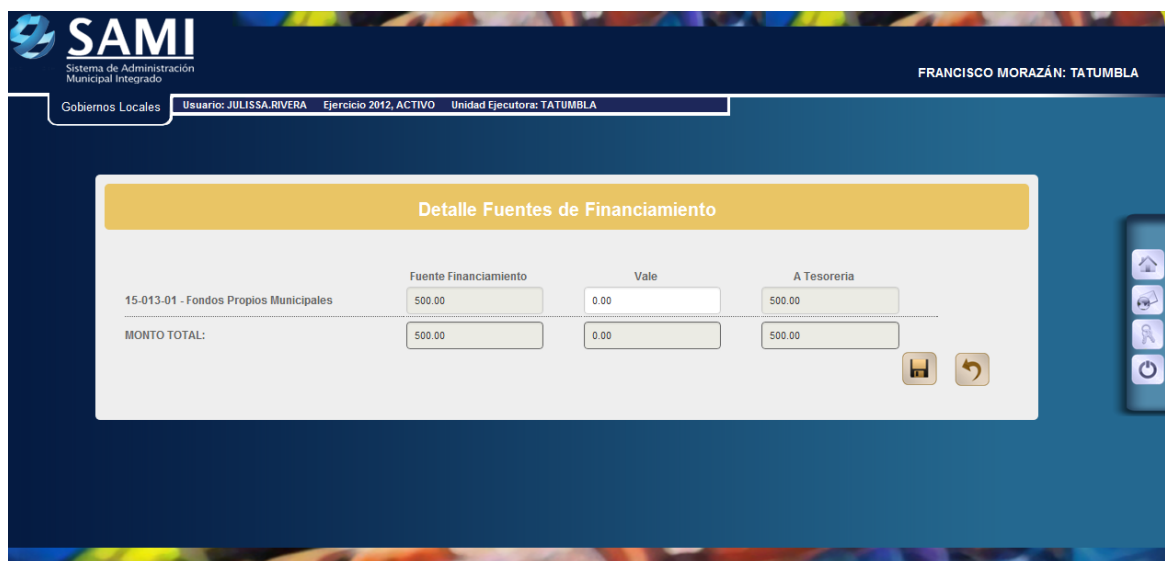 SAMI
Sistema de Administración
Municipal Integrado
FRANCISCO MORAZÁN: TATUMBLA
Gobiernos Locales
Usuario: JULISSA.RIVERA Ejercicio 2012, ACTIVO Unidad Ejecutora: TATUMBLA
Detalle Fuentes de Financiamiento
Fuente Financiamiento Vale A Tesoreria
15-013-01 - Fondos Propios Municipales 500.00 0.00 500.00
MONTO TOTAL: 500.00 0.00 500.00